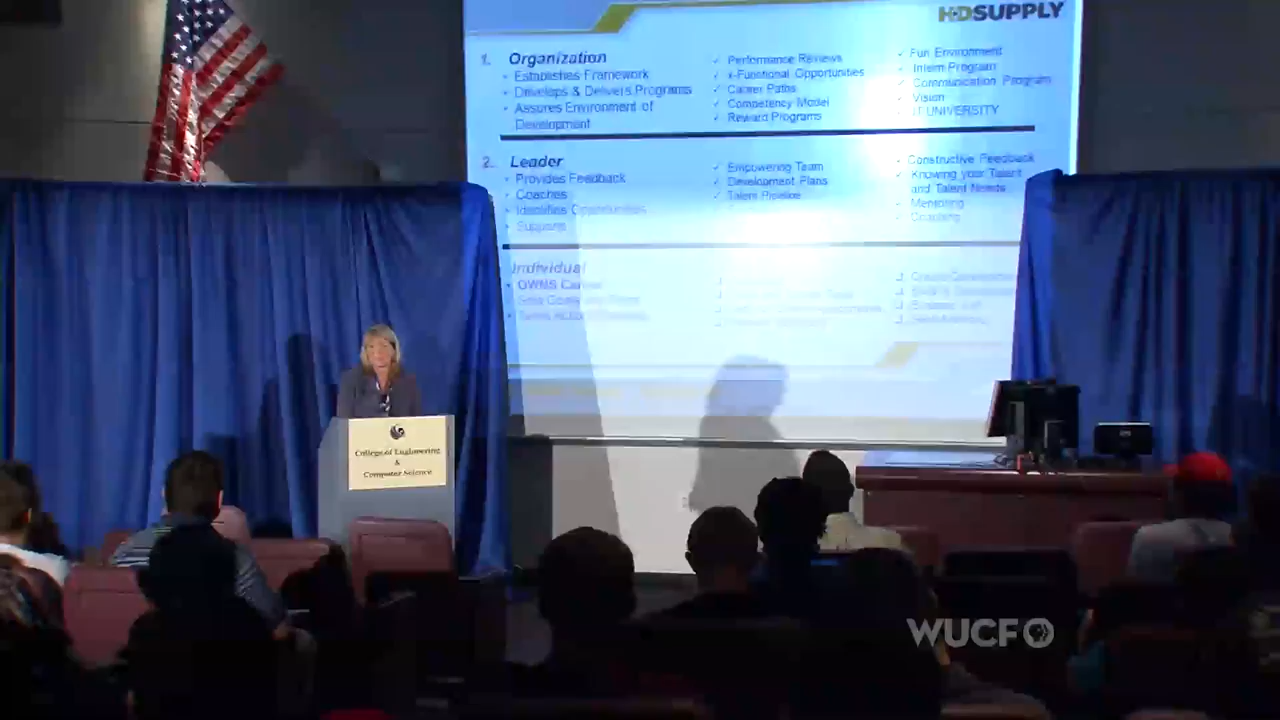 HDSUPPLY
1. Organization
• Establishes Framework
• Develops & Delivers Programs
• Assures Environment of
Development
✓ Performance Reviews
✓ x-Functional Opportunities
✓ Career Paths
✓ Competency Model
✓ Reward Programs
✓ Fun Environment
✓ Intern Program
✓ Communication Program
✓ Vision
✓ IT UNIVERSITY
2. Leader
• Provides Feedback
• Coaches
• Identifies Opportunities
• Supports
✓ Empowering Team
✓ Development Plans
✓ Talent Pipeline
• Constructive Feedback
• Knowing your Talent
and Talent Needs
• Mentoring
• Coaching
Individual
• OWNS
College of Engineering
&
Computer Science
WUCF